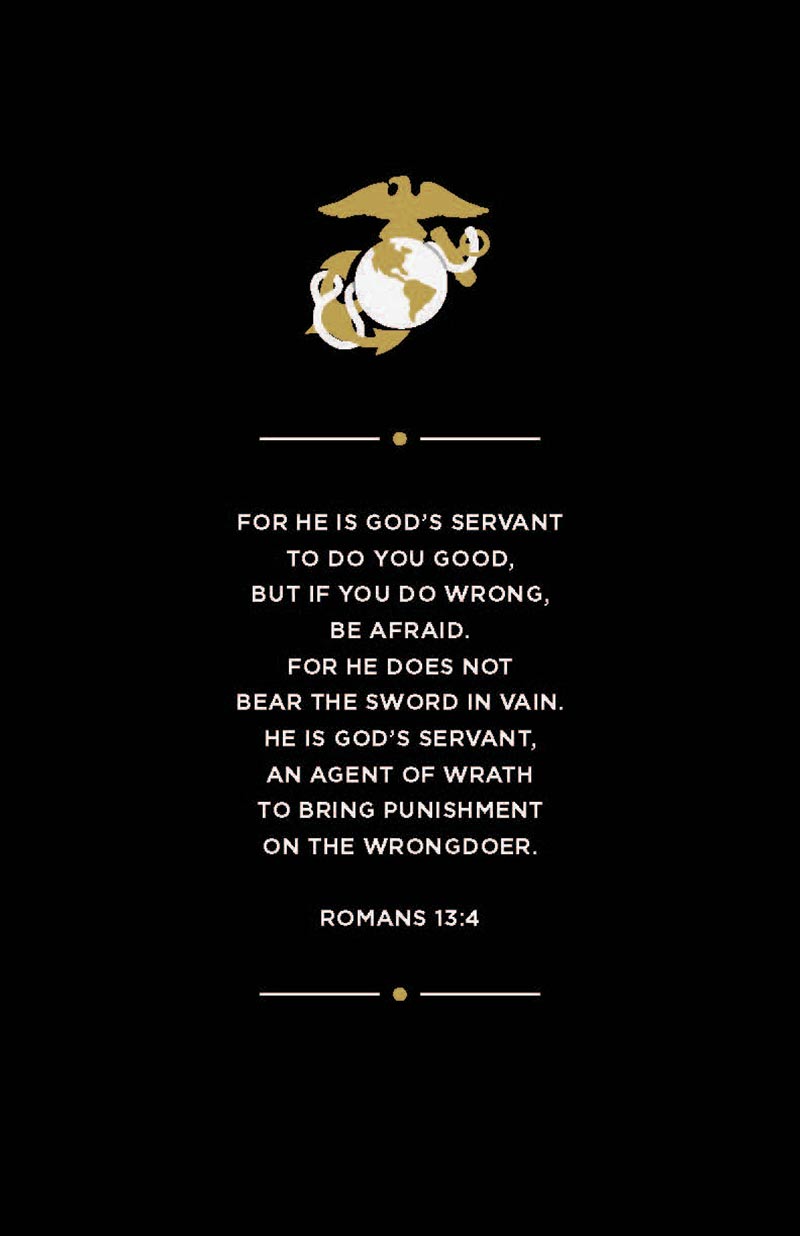 FOR HE IS GOD’S SERVANT
TO DO YOU GOOD,
BUT IF YOU DO WRONG,
BE AFRAID.
FOR HE DOES NOT
BEAR THE SWORD IN VAIN.
HE IS GOD’S SERVANT,
AN AGENT OF WRATH
TO BRING PUNISHMENT
ON THE WRONGDOER.
ROMANS 13:4